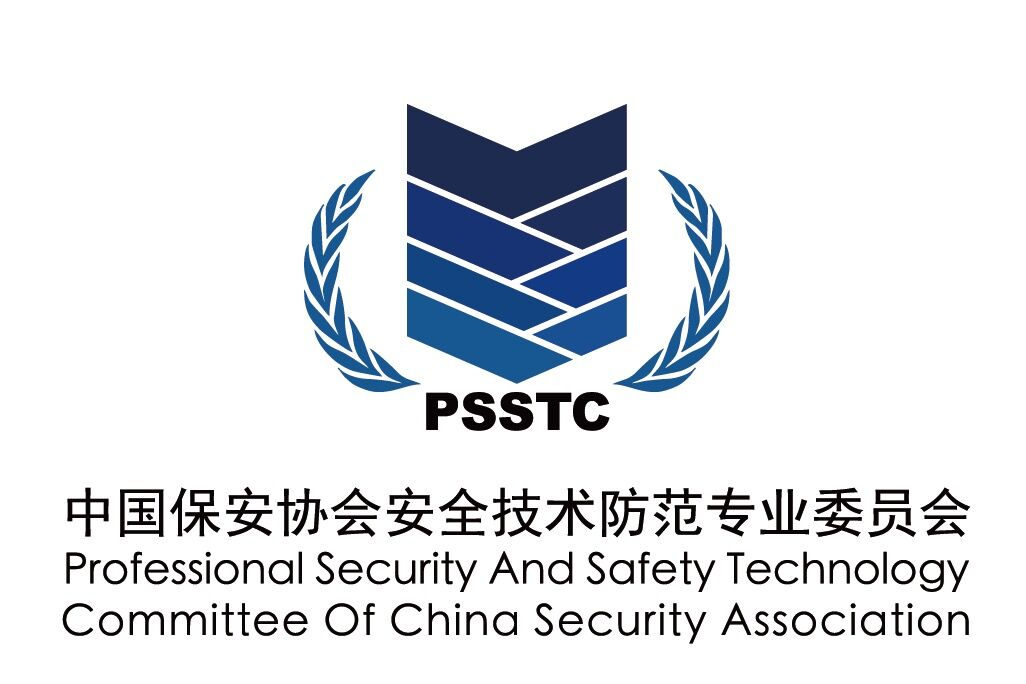 PSSTC
中国保安协会安全技术防范专业委员会
Professional Security And Safety Technology
Committee Of China Security Association